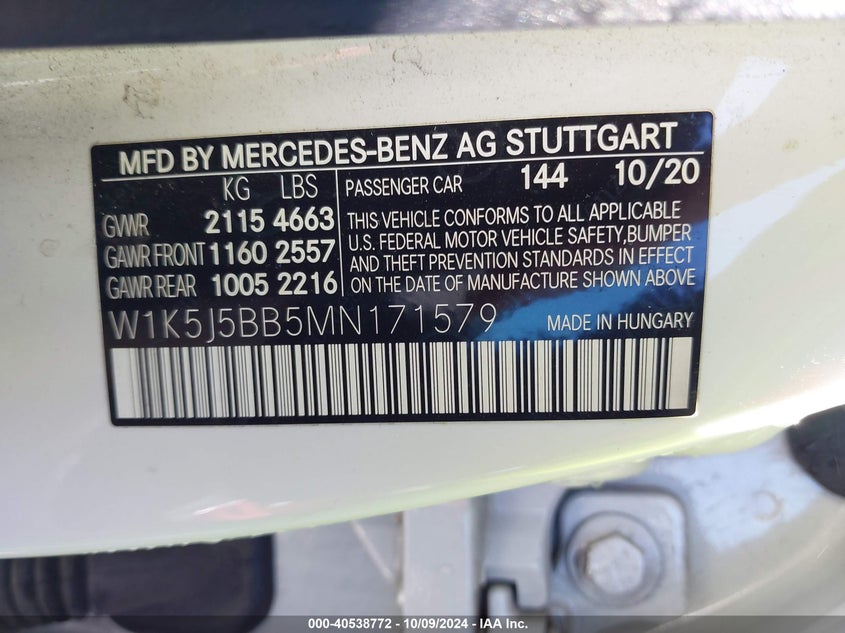 MFD BY MERCEDES-BENZ AG STUTTGART
KG LBS
GVWR 2115 4663
GAWR FRONT 1160 2557
GAWR REAR 1005 2216
PASSENGER CAR 144 10/20
THIS VEHICLE CONFORMS TO ALL APPLICABLE
U.S. FEDERAL MOTOR VEHICLE SAFETY,BUMPER
AND THEFT PREVENTION STANDARDS IN EFFECT
ON THE DATE OF MANUFACTURE SHOWN ABOVE
W1K5J5BB5MN171579
MADE IN HUNGARY
000-40538772 - 10/09/2024 - IAA Inc.